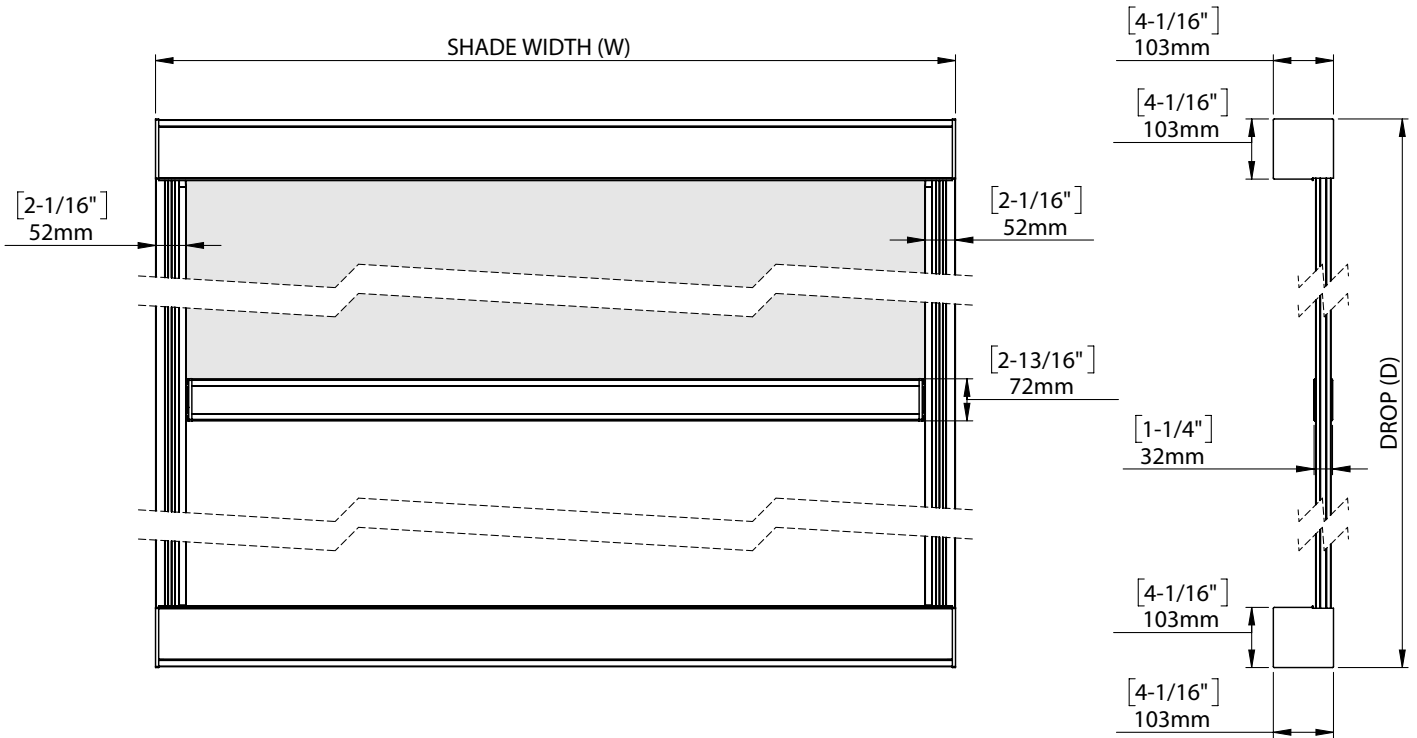 SHADE WIDTH (W)
[4-1/16"]
103mm
[4-1/16"]
103mm
[2-1/16"]
52mm
[2-1/16"]
52mm
[2-13/16"]
72mm
[1-1/4"]
32mm
DROP (D)
[4-1/16"]
103mm
[4-1/16"]
103mm